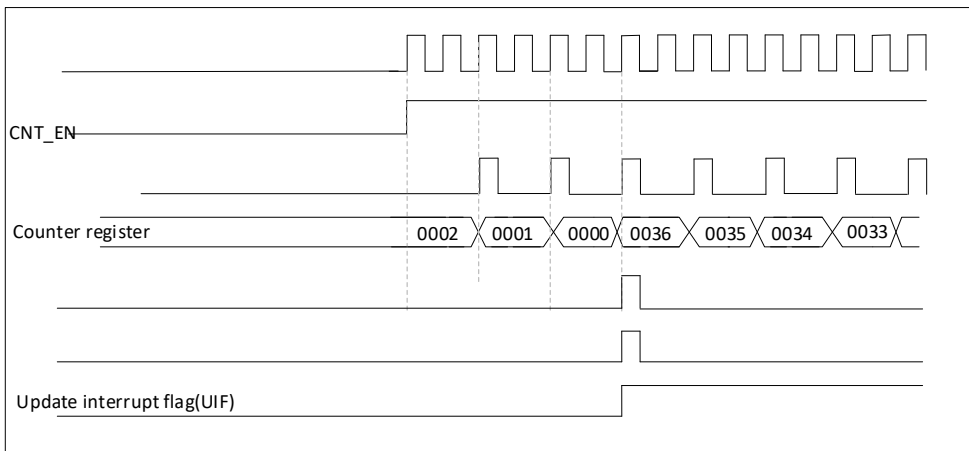 CNT_EN
Counter register 0002 0001 0000 0036 0035 0034 0033
Update interrupt flag(UIF)